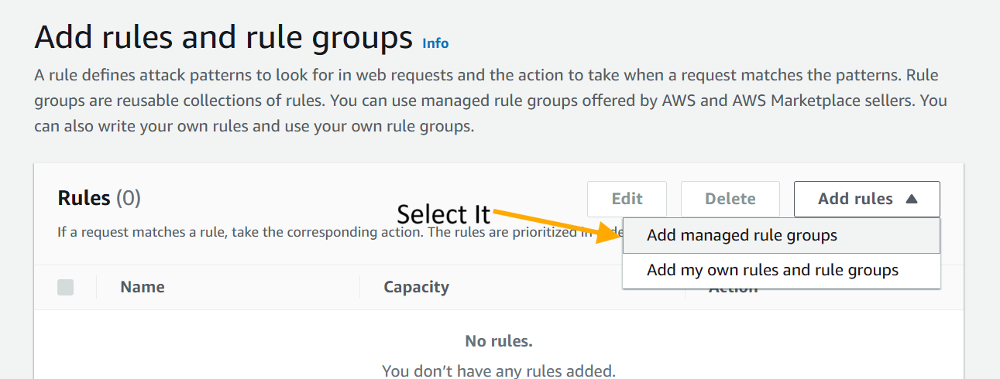 Add rules and rule groups Info
A rule defines attack patterns to look for in web requests and the action to take when a request matches the patterns. Rule
groups are reusable collections of rules. You can use managed rule groups offered by AWS and AWS Marketplace sellers. You
can also write your own rules and use your own rule groups.
Rules (0)
Edit
Delete
Add rules
Select It
If a request matches a rule, take the corresponding action. The rules are prioritized in
Add managed rule groups
Add my own rules and rule groups
Name
Capacity
Action
No rules.
You don't have any rules added.